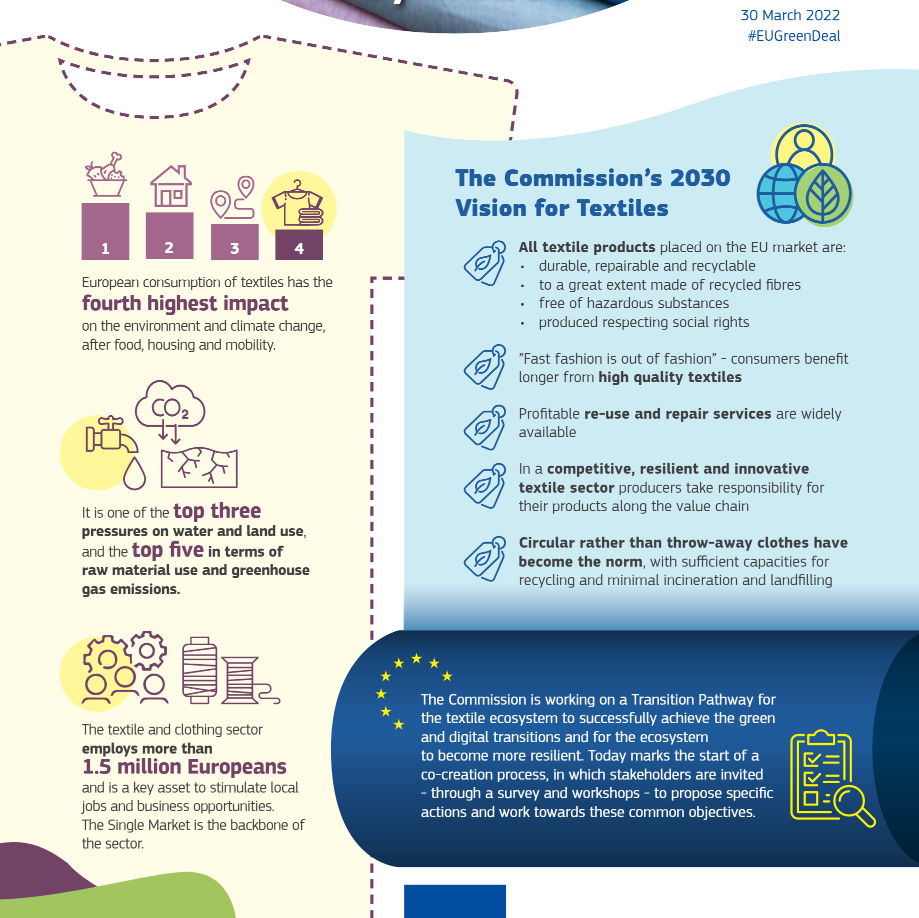 30 March 2022
#EUGreenDeal
1
2
3
4
European consumption of textiles has the
fourth highest impact
on the environment and climate change,
after food, housing and mobility.
CO2
It is one of the top three
pressures on water and land use,
and the top five in terms of
raw material use and greenhouse
gas emissions.
The textile and clothing sector
employs more than
1.5 million Europeans
and is a key asset to stimulate local
jobs and business opportunities.
The Single Market is the backbone of
the sector.
The Commission's 2030
Vision for Textiles
All textile products placed on the EU market are:
• durable, repairable and recyclable
• to a great extent made of recycled fibres
• free of hazardous substances
• produced respecting social rights
"Fast fashion is out of fashion" - consumers benefit
longer from high quality textiles
Profitable re-use and repair services are widely
available
In a competitive, resilient and innovative
textile sector producers take responsibility for
their products along the value chain
Circular rather than throw-away clothes have
become the norm, with sufficient capacities for
recycling and minimal incineration and landfilling
The Commission is working on a Transition Pathway for
the textile ecosystem to successfully achieve the green
and digital transitions and for the ecosystem
to become more resilient. Today marks the start of a
co-creation process, in which stakeholders are invited
- through a survey and workshops - to propose specific
actions and work towards these common objectives.